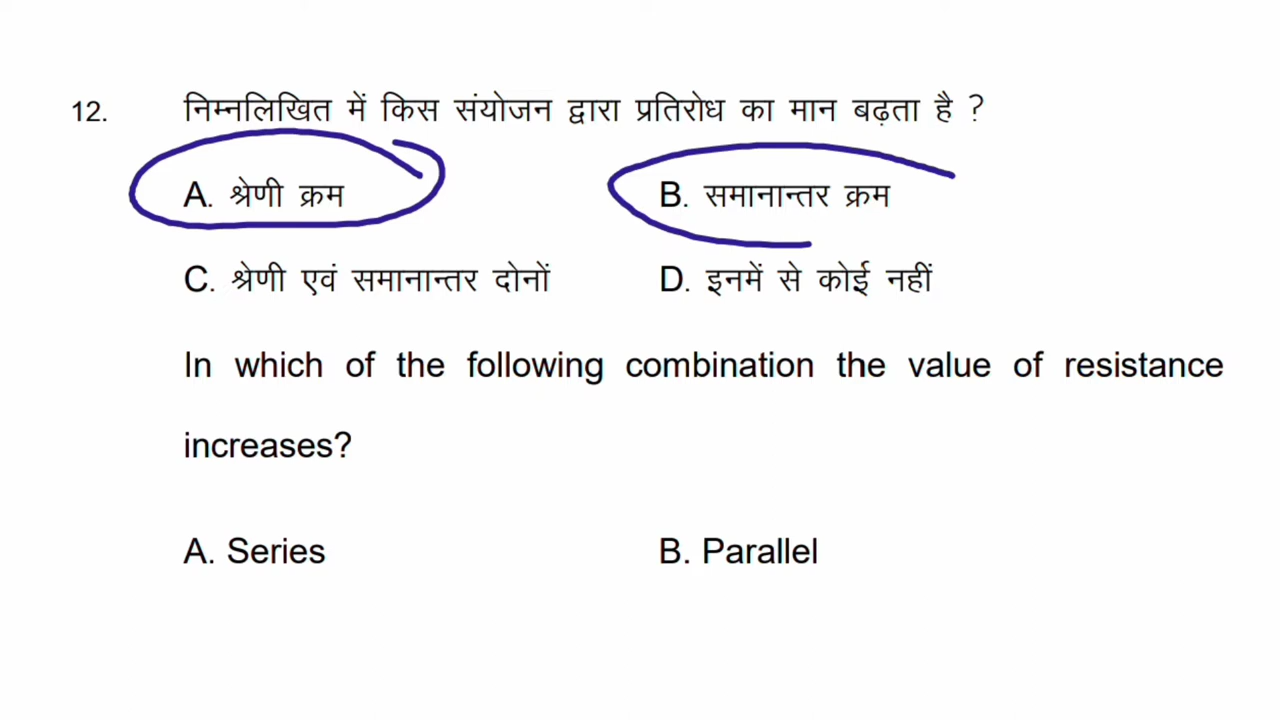 12. निम्नलिखित में किस संयोजन द्वारा प्रतिरोध का मान बढ़ता है ?
A. श्रेणी क्रम B. समानान्तर क्रम
C. श्रेणी एवं समानान्तर दोनों D. इनमें से कोई नहीं
In which of the following combination the value of resistance
increases?
A. Series B. Parallel